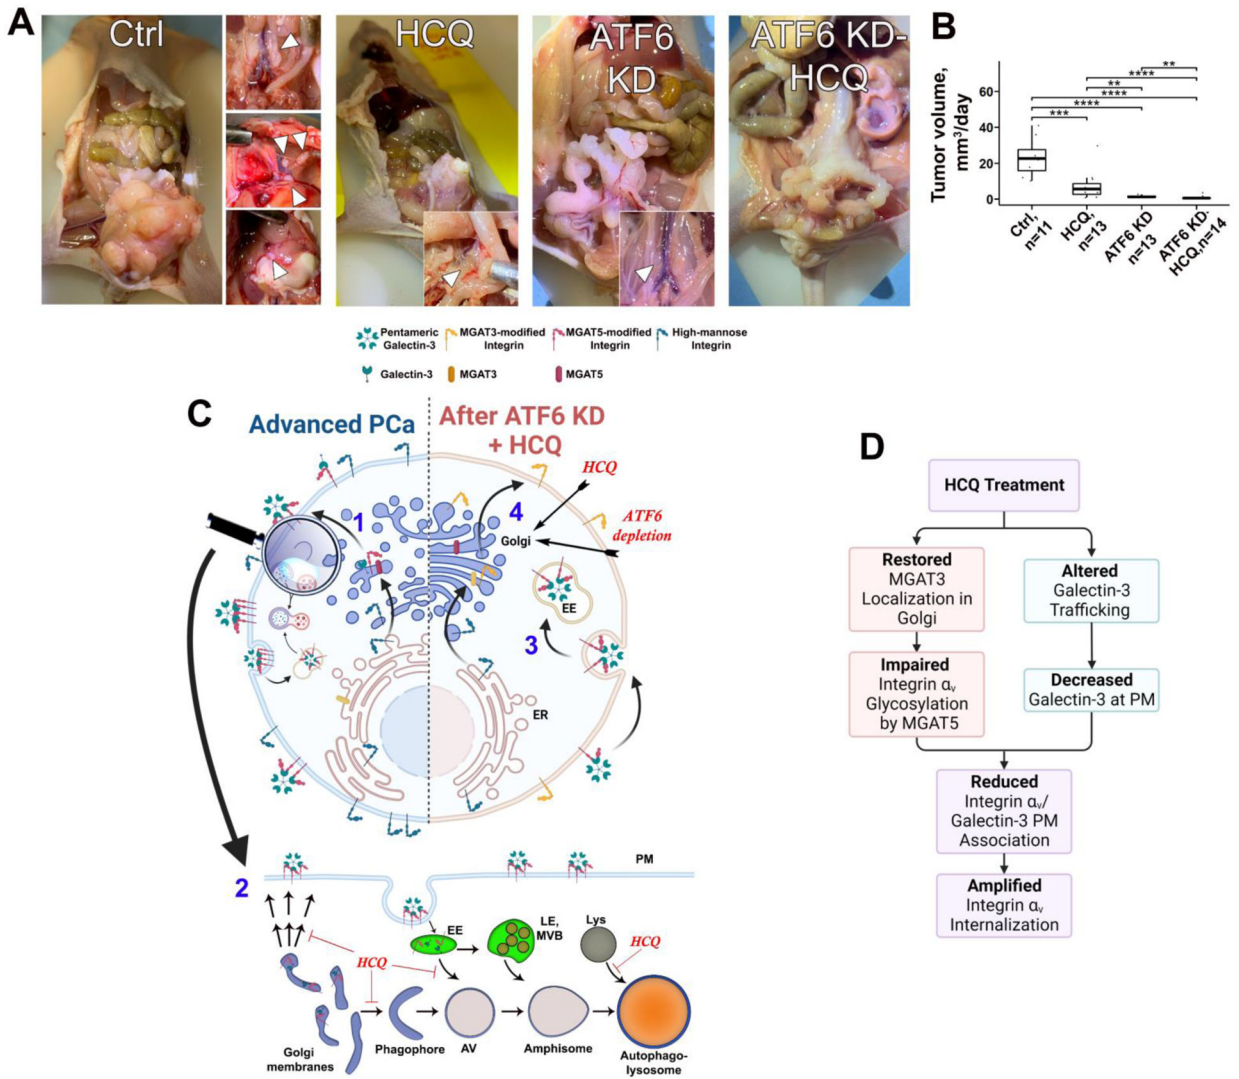 A
Ctrl
HCQ
ATF6
KD
ATF6 KD-
HCQ
B
Tumor volume,
mm³/day
60
40
20
0
**
****
**
****
****
***
Ctrl,
n=11
HCQ,
n=13
ATF6 KD
n=13
ATF6 KD-
HCQ,n=14
Pentameric
Galectin-3
MGAT3-modified
Integrin
MGAT5-modified
Integrin
High-mannose
Integrin
Galectin-3
MGAT3
MGAT5
C
Advanced PCa
After ATF6 KD
+ HCQ
HCQ
ATF6
depletion
1
4
Golgi
EE
3
ER
2
PM
EE
LE,
MVB
Lys
HCQ
HCQ
Golgi
membranes
Phagophore
AV
Amphisome
Autophago-
lysosome
D
HCQ Treatment
Restored
MGAT3
Localization in
Golgi
Altered
Galectin-3
Trafficking
Impaired
Integrin αᵥ
Glycosylation
by MGAT5
Decreased
Galectin-3 at PM
Reduced
Integrin αᵥ/
Galectin-3 PM
Association
Amplified
Integrin αᵥ
Internalization